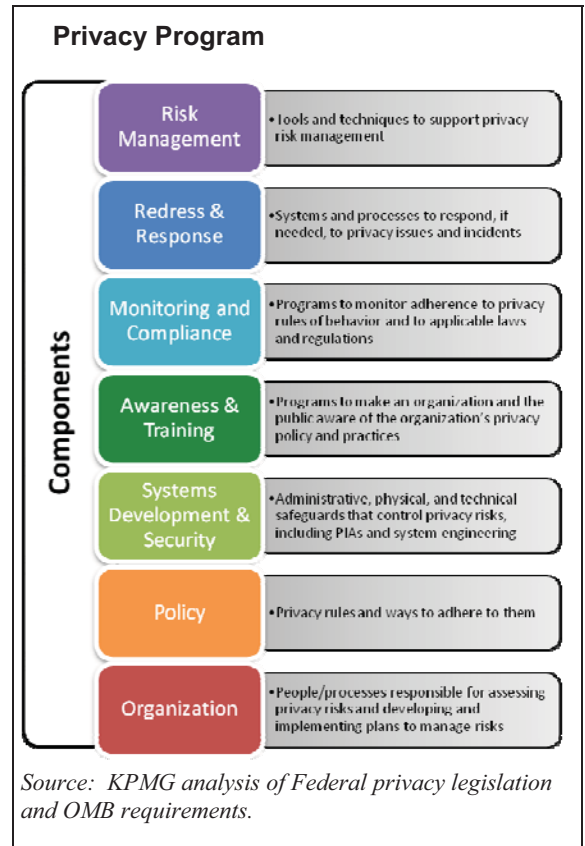 Privacy Program
Components
Risk
Management
•Tools and techniques to support privacy
risk management
Redress &
Response
•Systems and processes to respond, if
needed, to privacy issues and incidents
Monitoring and
Compliance
•Programs to monitor adherence to privacy
rules of behavior and to applicable laws
and regulations
Awareness &
Training
•Programs to make an organization and the
public aware of the organization's privacy
policy and practices
Systems
Development &
Security
•Administrative, physical, and technical
safeguards that control privacy risks,
including PIAs and system engineering
Policy
•Privacy rules and ways to adhere to them
Organization
•People/processes responsible for assessing
privacy risks and developing and
implementing plans to manage risks
Source: KPMG analysis of Federal privacy legislation
and OMB requirements.